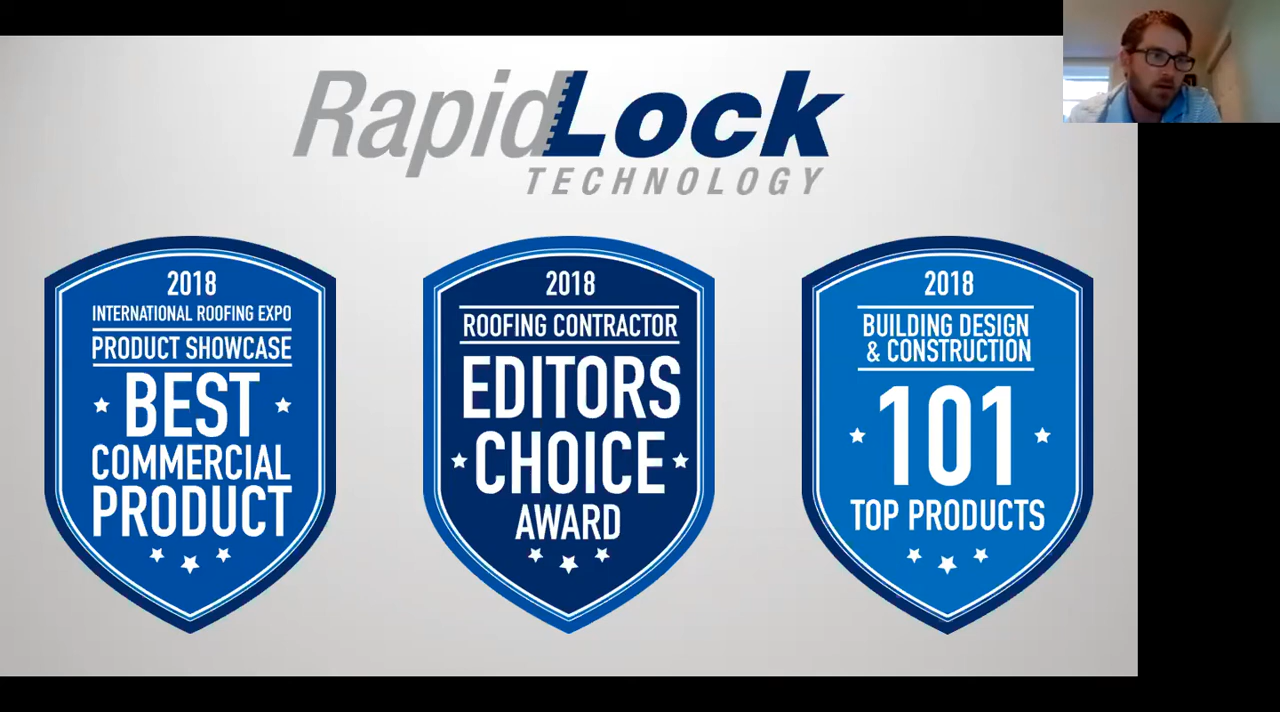 RapidLock
TECHNOLOGY
2018
INTERNATIONAL ROOFING EXPO
PRODUCT SHOWCASE
BEST
COMMERCIAL
PRODUCT
2018
ROOFING CONTRACTOR
EDITORS
CHOICE
AWARD
2018
BUILDING DESIGN
& CONSTRUCTION
101
TOP PRODUCTS